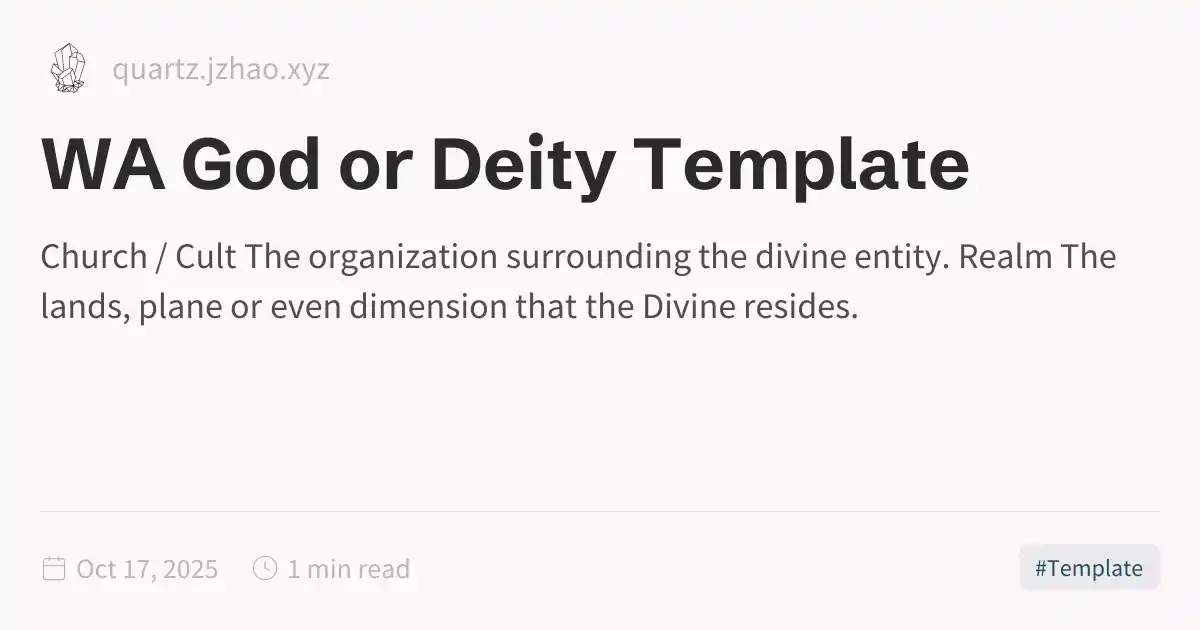 quartz.jzhao.xyz
WA God or Deity Template
Church / Cult The organization surrounding the divine entity. Realm The
lands, plane or even dimension that the Divine resides.
Oct 17, 2025 1 min read #Template